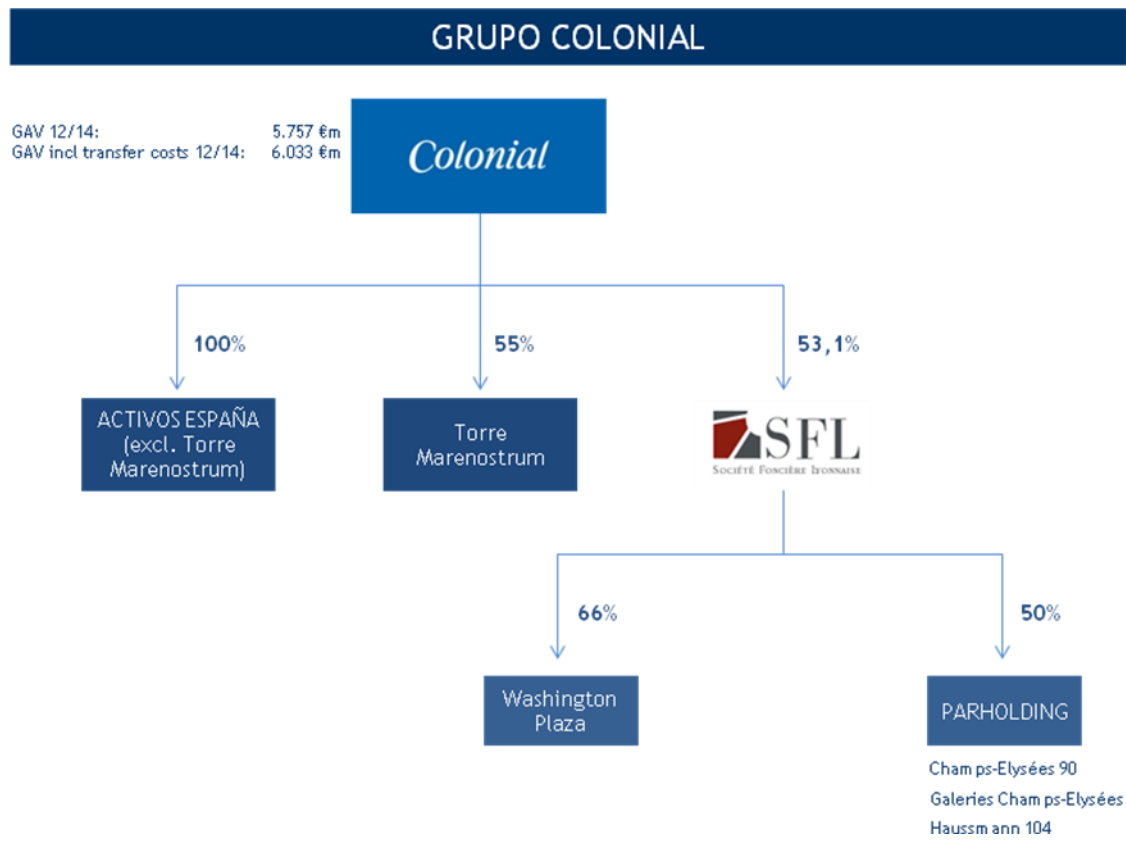 GRUPO COLONIAL
GAV 12/14: 5.757 €m
GAV incl transfer costs 12/14: 6.033 €m
Colonial
100%
55%
53,1%
ACTIVOS ESPAÑA
(excl. Torre
Marenostrum)
Torre
Marenostrum
SFL
SOCIÉTÉ FONCIÈRE LYONNAISE
66%
50%
Washington
Plaza
PARHOLDING
Champs-Elysées 90
Galeries Champs-Elysées
Haussmann 104